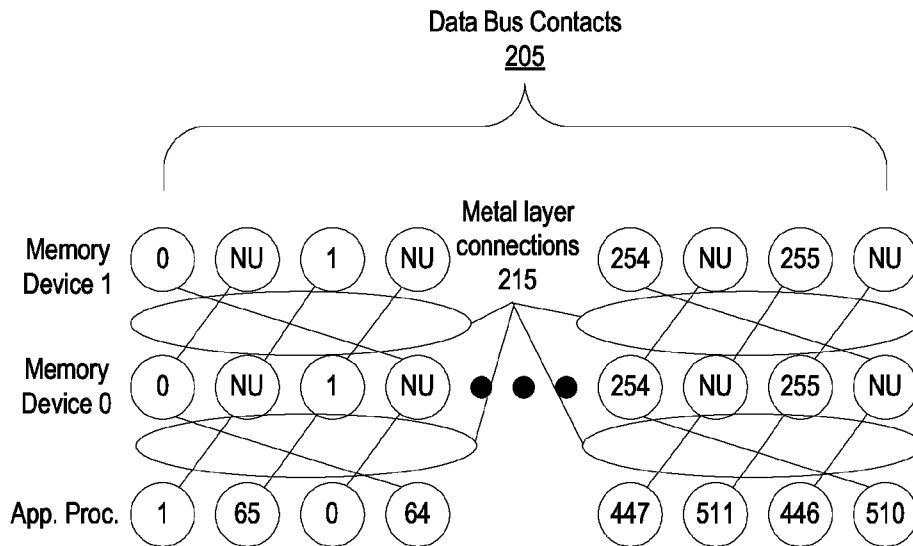 Data Bus Contacts
205
Metal layer
connections
215
Memory
Device 1
0 NU 1 NU 254 NU 255 NU
Memory
Device 0
0 NU 1 NU 254 NU 255 NU
App. Proc. 1 65 0 64 447 511 446 510